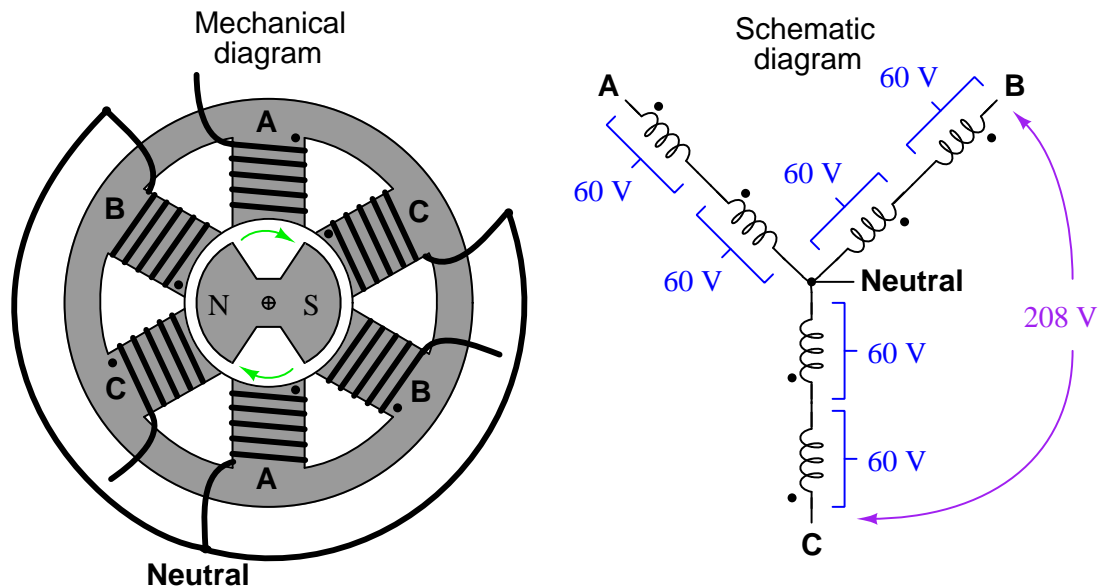 Mechanical
diagram
A
B
C
N
S
C
B
A
Neutral
Schematic
diagram
60 V
A
B
60 V
60 V
60 V
Neutral
208 V
60 V
60 V
C